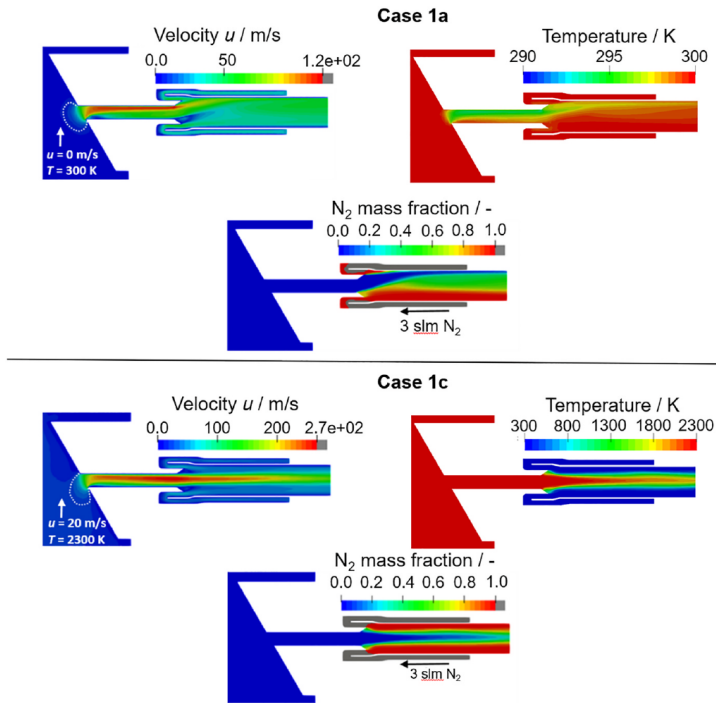 Case 1a
Velocity u / m/s
0.0 50 1.2e+02
u = 0 m/s
T = 300 K
Temperature / K
290 295 300
N₂ mass fraction / -
0.0 0.2 0.4 0.6 0.8 1.0
3 slm N₂
Case 1c
Velocity u / m/s
0.0 100 200 2.7e+02
u = 20 m/s
T = 2300 K
Temperature / K
300 800 1300 1800 2300
N₂ mass fraction / -
0.0 0.2 0.4 0.6 0.8 1.0
3 slm N₂